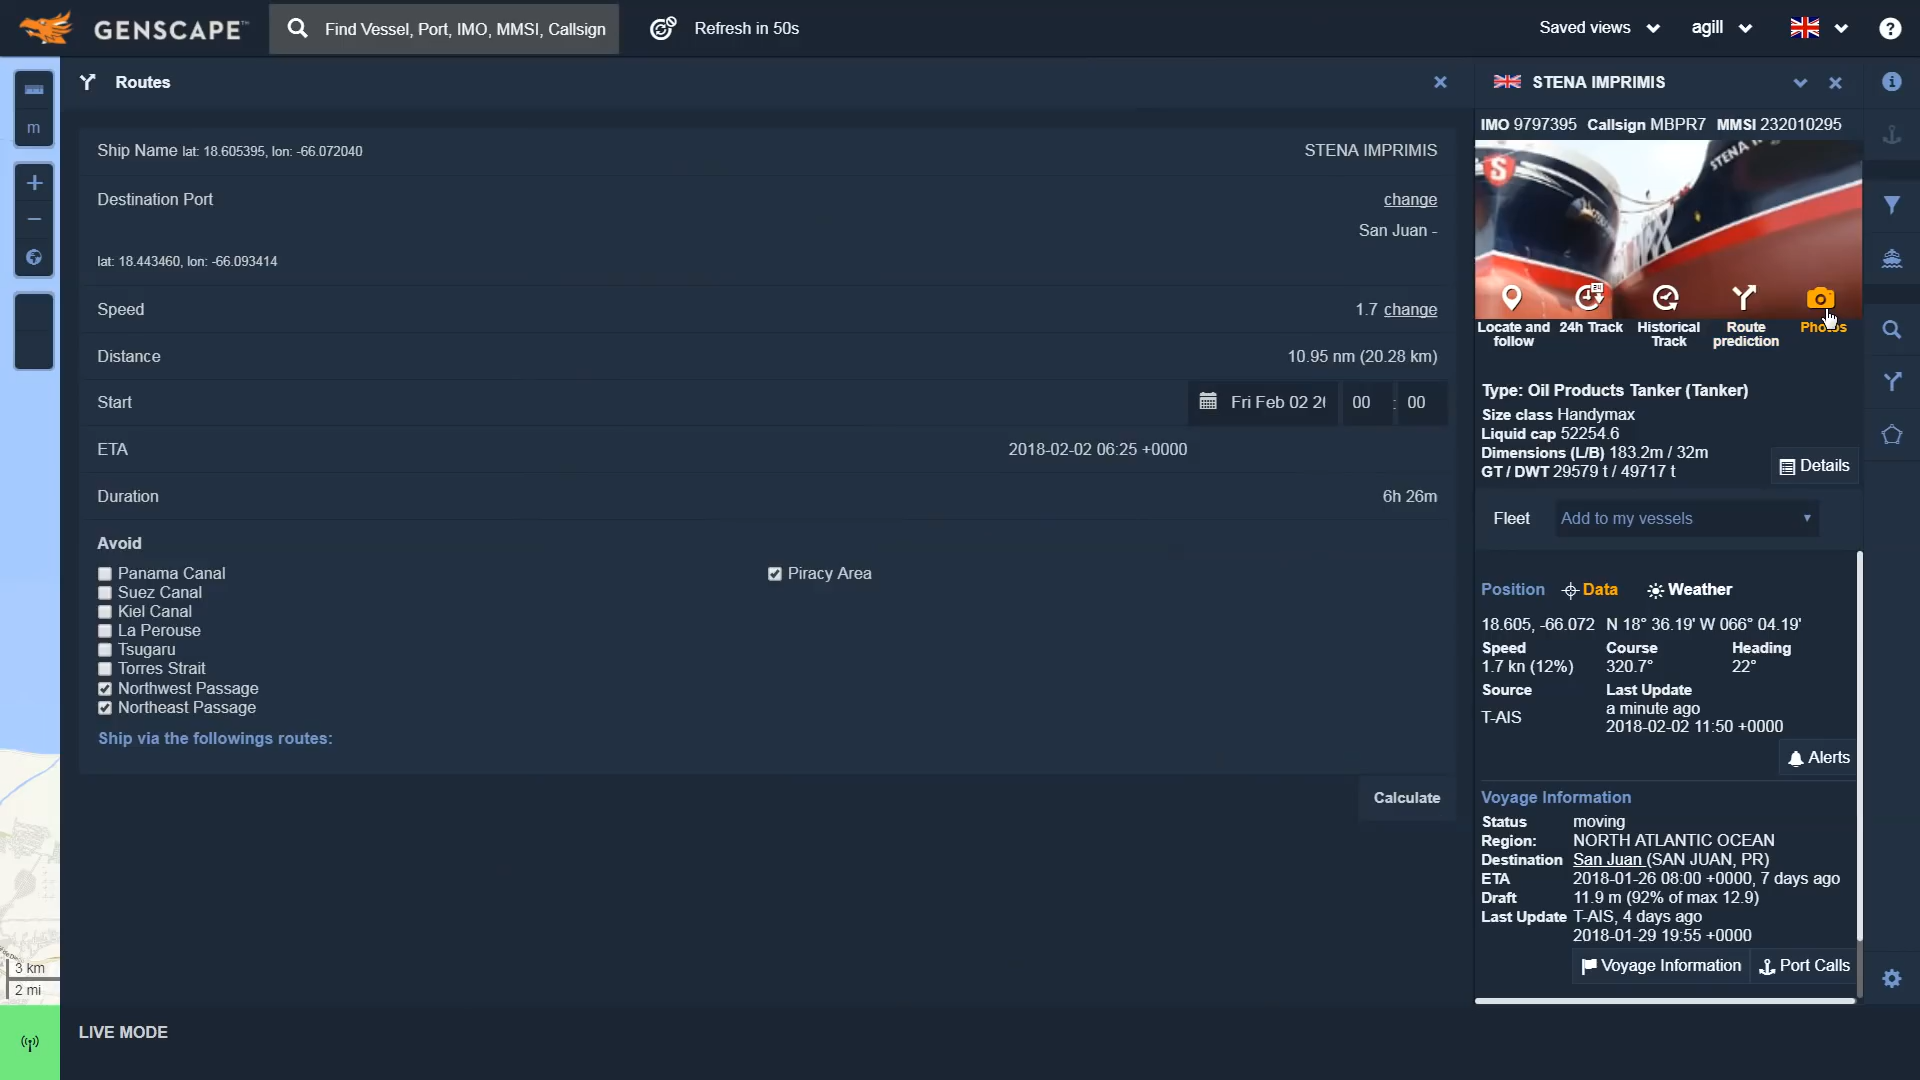 GENSCAPE™
Find Vessel, Port, IMO, MMSI, Callsign
Refresh in 50s
Saved views
agill
?
m
Routes
Ship Name lat: 18.605395, lon: -66.072040
STENA IMPRIMIS
Destination Port
change
San Juan -
lat: 18.443460, lon: -66.093414
Speed
1.7 change
Distance
10.95 nm (20.28 km)
Start
Fri Feb 02 2
00 : 00
ETA
2018-02-02 06:25 +0000
Duration
6h 26m
Avoid
Panama Canal
Piracy Area
Suez Canal
Kiel Canal
La Perouse
Tsugaru
Torres Strait
Northwest Passage
Northeast Passage
Ship via the followings routes:
Calculate
3 km
2 mi
LIVE MODE
STENA IMPRIMIS
IMO 9797395 Callsign MBPR7 MMSI 232010295
S
STENA
Locate and follow
24h Track
Historical Track
Route prediction
Photos
Type: Oil Products Tanker (Tanker)
Size class Handymax
Liquid cap 52254.6
Dimensions (L/B) 183.2m / 32m
GT / DWT 29579 t / 49717 t
Details
Fleet
Add to my vessels
Position
Data
Weather
18.605, -66.072 N 18° 36.19' W 066° 04.19'
Speed Course Heading
1.7 kn (12%) 320.7° 22°
Source Last Update
T-AIS
a minute ago
2018-02-02 11:50 +0000
Alerts
Voyage Information
Status moving
Region: NORTH ATLANTIC OCEAN
Destination San Juan (SAN JUAN, PR)
ETA 2018-01-26 08:00 +0000, 7 days ago
Draft 11.9 m (92% of max 12.9)
Last Update T-AIS, 4 days ago
2018-01-29 19:55 +0000
Voyage Information
Port Calls